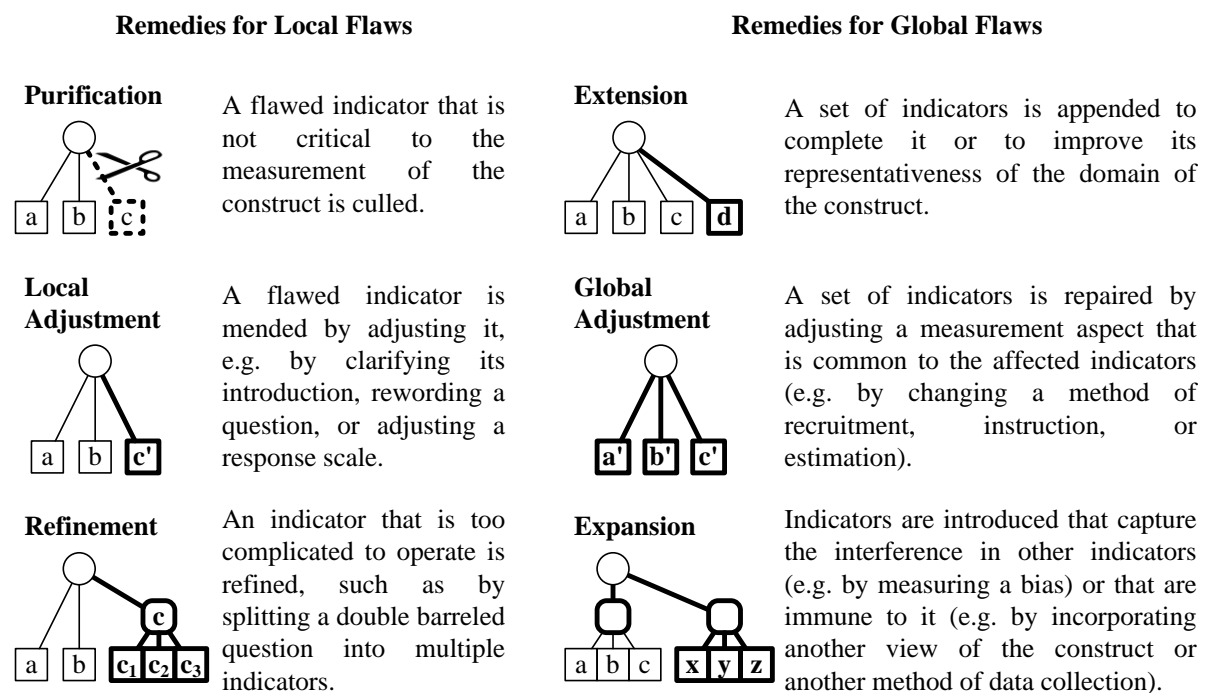 Remedies for Local Flaws
Purification
A flawed indicator that is
not critical to the
measurement of the
construct is culled.
a b c
Local
Adjustment
A flawed indicator is
mended by adjusting it,
e.g. by clarifying its
introduction, rewording a
question, or adjusting a
response scale.
a b c'
Refinement
An indicator that is too
complicated to operate is
refined, such as by
splitting a double barreled
question into multiple
indicators.
c
a b c₁ c₂ c₃
Remedies for Global Flaws
Extension
A set of indicators is appended to
complete it or to improve its
representativeness of the domain of
the construct.
a b c d
Global
Adjustment
A set of indicators is repaired by
adjusting a measurement aspect that
is common to the affected indicators
(e.g. by changing a method of
recruitment, instruction, or
estimation).
a' b' c'
Expansion
Indicators are introduced that capture
the interference in other indicators
(e.g. by measuring a bias) or that are
immune to it (e.g. by incorporating
another view of the construct or
another method of data collection).
a b c x y z